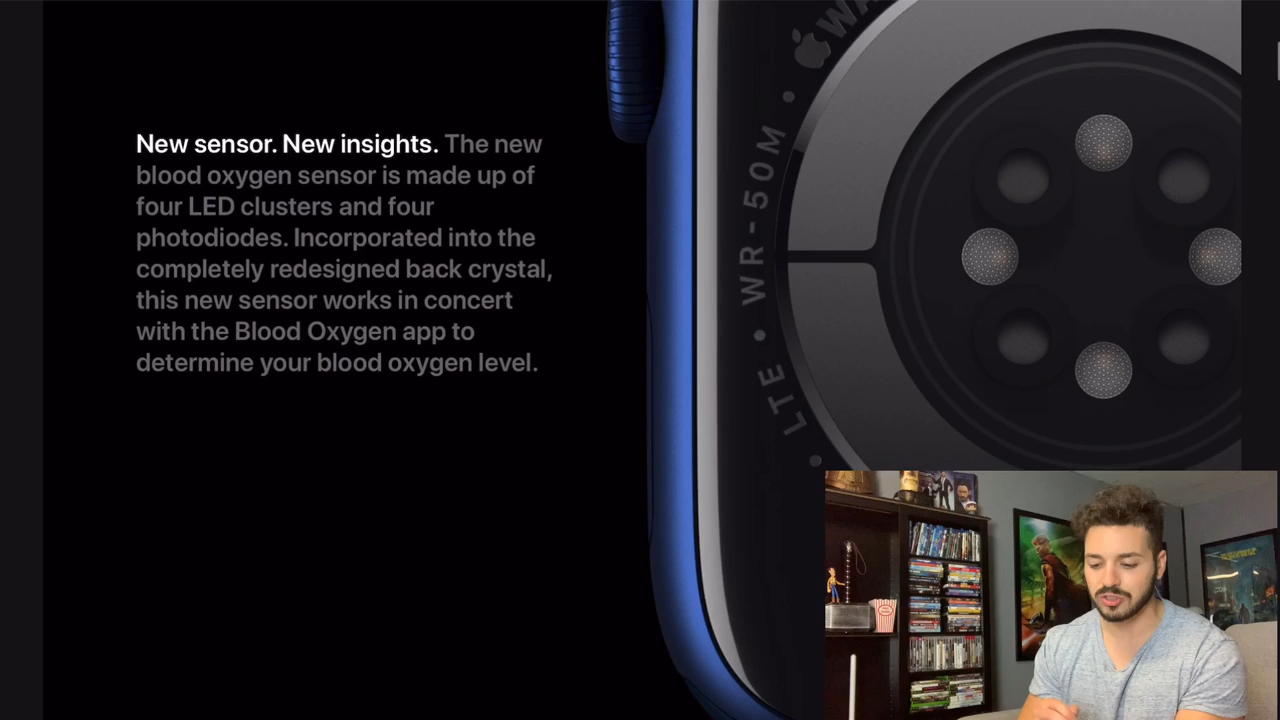 New sensor. New insights. The new
blood oxygen sensor is made up of
four LED clusters and four
photodiodes. Incorporated into the
completely redesigned back crystal,
this new sensor works in concert
with the Blood Oxygen app to
determine your blood oxygen level.
• LTE • WR-50M •